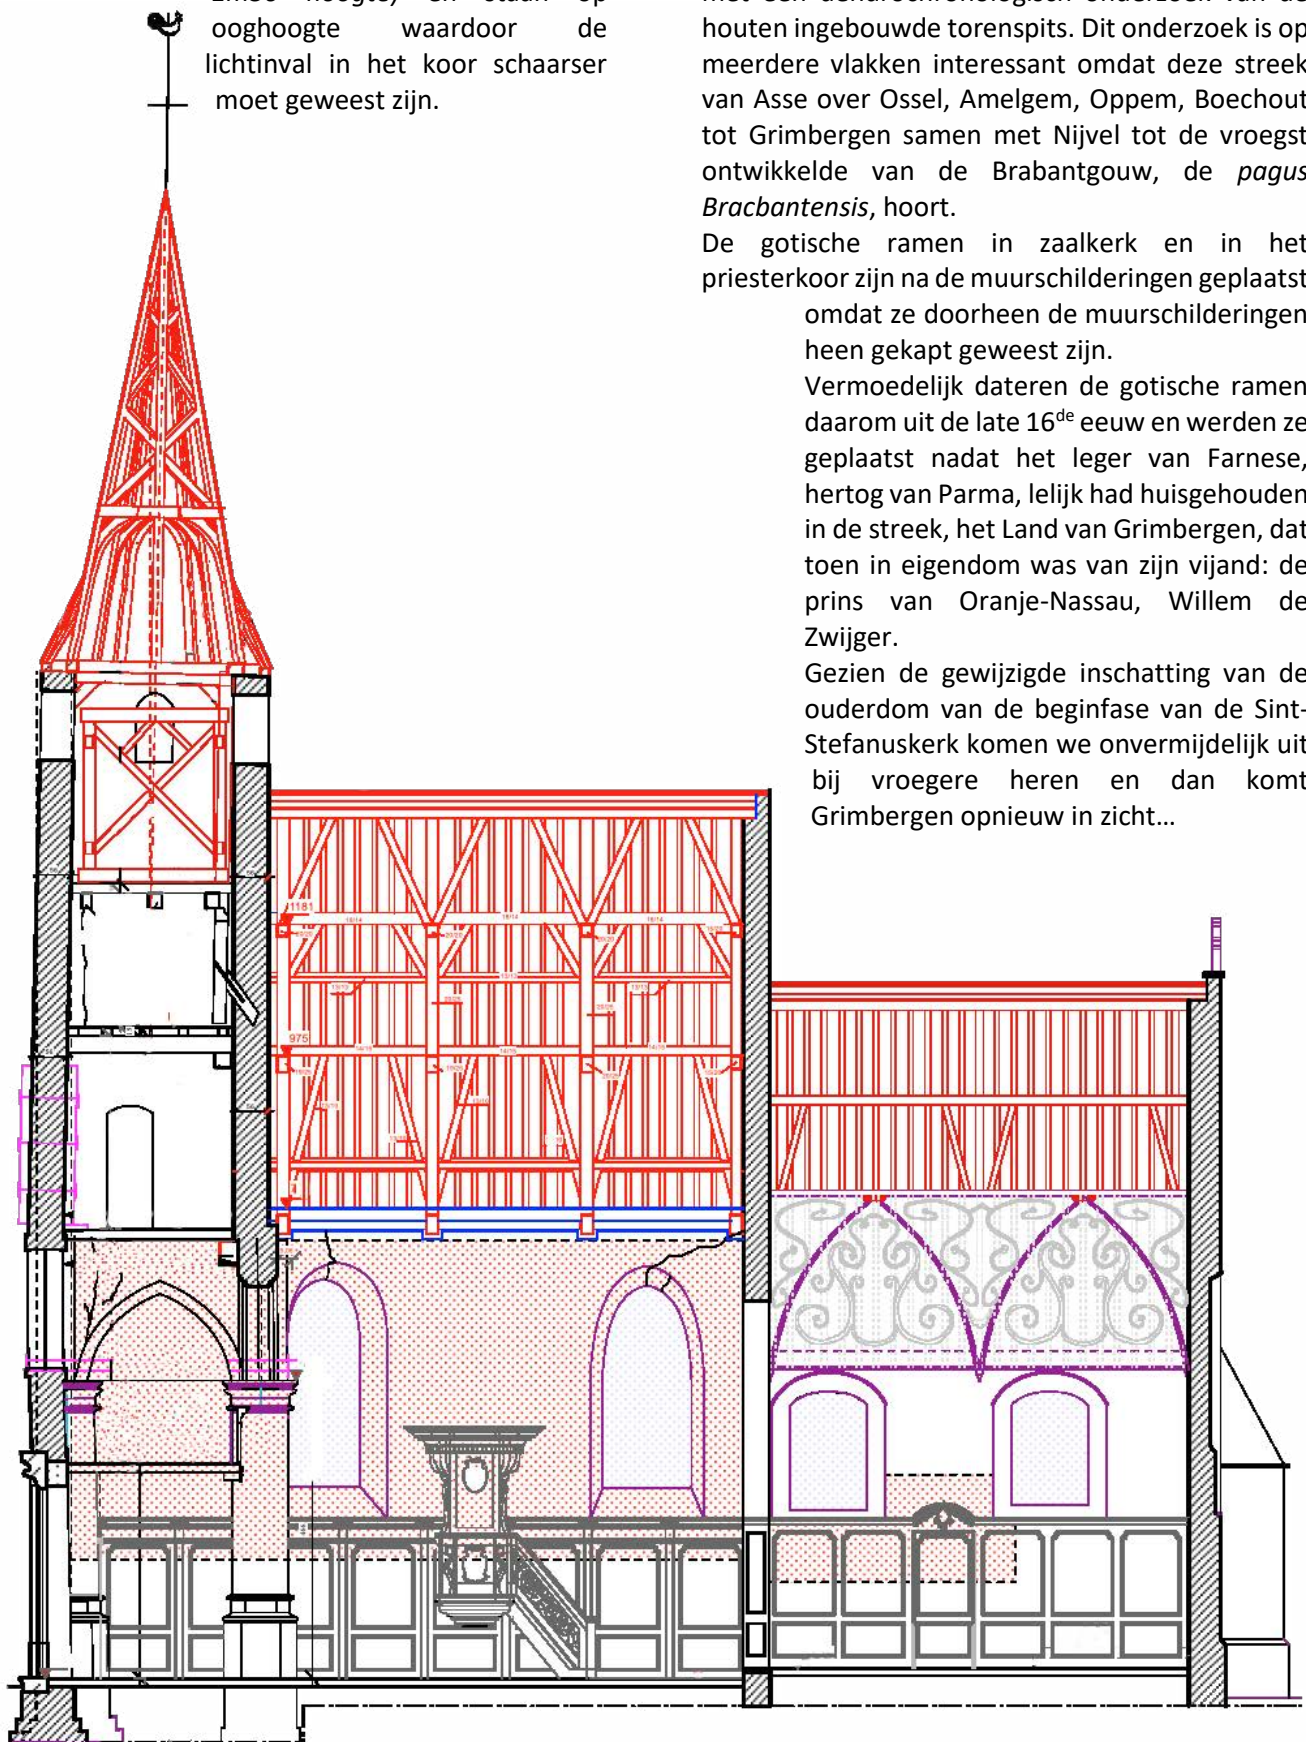 ooghoogte waardoor de
lichtinval in het koor schaarser
moet geweest zijn.
houten ingebouwde torenspits. Dit onderzoek is op
meerdere vlakken interessant omdat deze streek
van Asse over Ossel, Amelgem, Oppem, Boechout
tot Grimbergen samen met Nijvel tot de vroegst
ontwikkelde van de Brabantgouw, de pagus
Bracbantensis, hoort.
De gotische ramen in zaalkerk en in het
priesterkoor zijn na de muurschilderingen geplaatst
omdat ze doorheen de muurschilderingen
heen gekapt geweest zijn.
Vermoedelijk dateren de gotische ramen
daarom uit de late 16de eeuw en werden ze
geplaatst nadat het leger van Farnese,
hertog van Parma, lelijk had huisgehouden
in de streek, het Land van Grimbergen, dat
toen in eigendom was van zijn vijand: de
prins van Oranje-Nassau, Willem de
Zwijger.
Gezien de gewijzigde inschatting van de
ouderdom van de beginfase van de Sint-
Stefanuskerk komen we onvermijdelijk uit
bij vroegere heren en dan komt
Grimbergen opnieuw in zicht…
1181
975